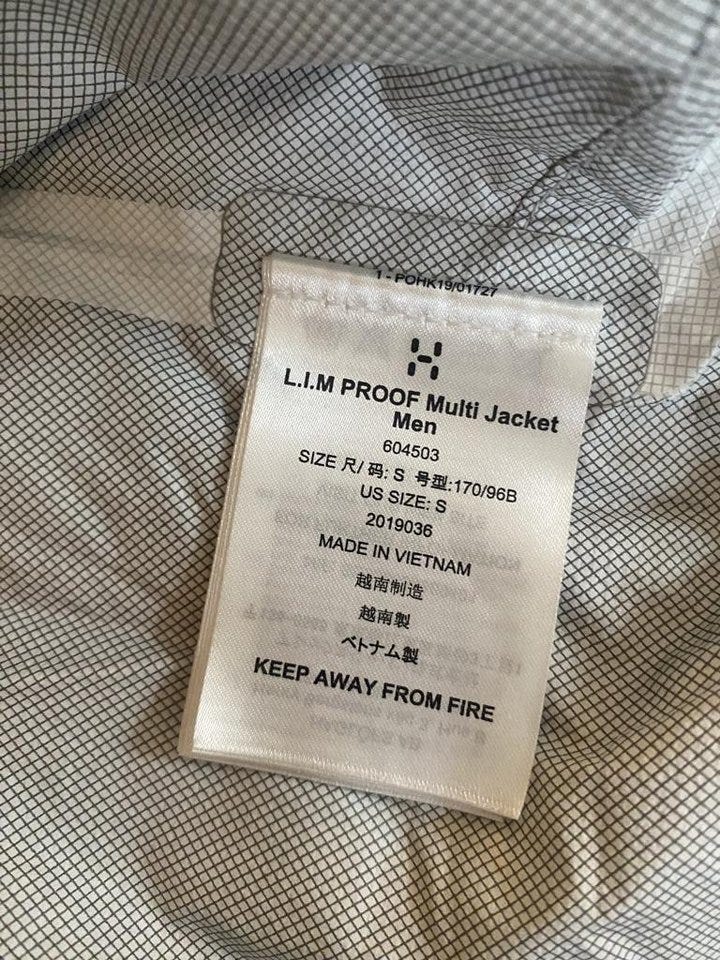 1 - POHK19/01727
L.I.M PROOF Multi Jacket
Men
604503
SIZE 尺/ 码: S 号型:170/96B
US SIZE: S
2019036
MADE IN VIETNAM
越南制造
越南製
ベトナム製
KEEP AWAY FROM FIRE